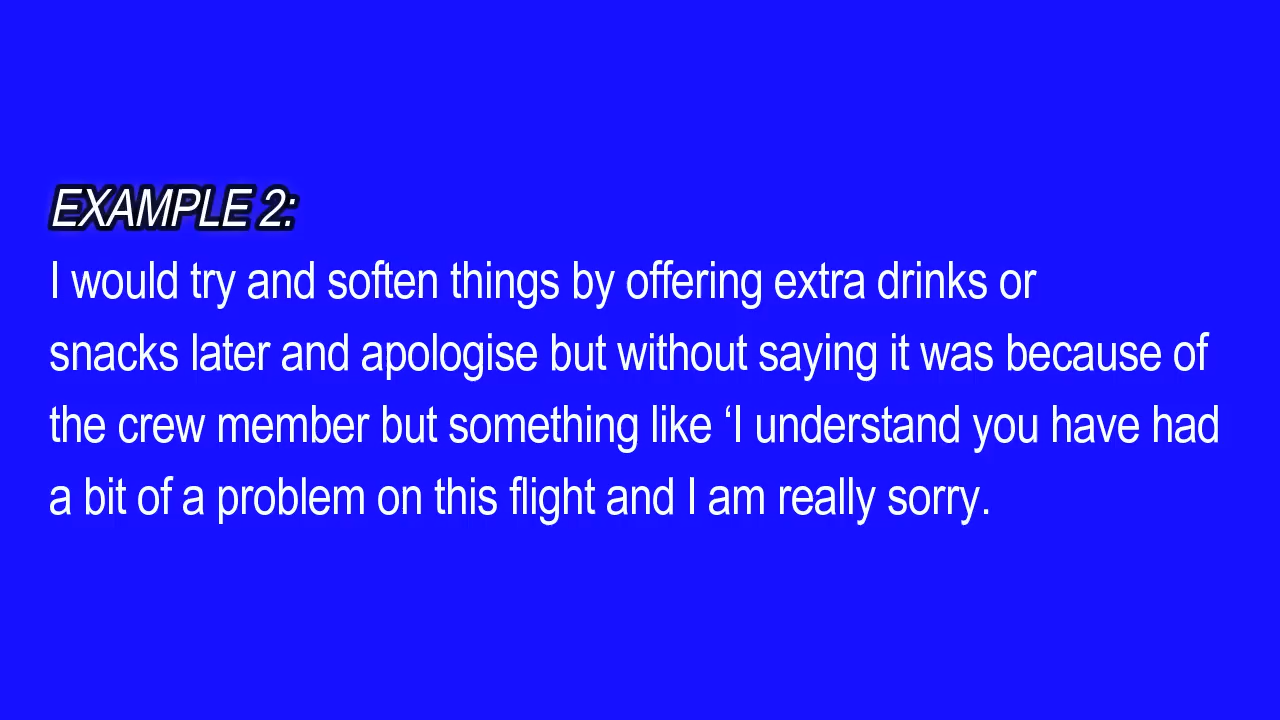 EXAMPLE 2:
I would try and soften things by offering extra drinks or
snacks later and apologise but without saying it was because of
the crew member but something like ‘I understand you have had
a bit of a problem on this flight and I am really sorry.